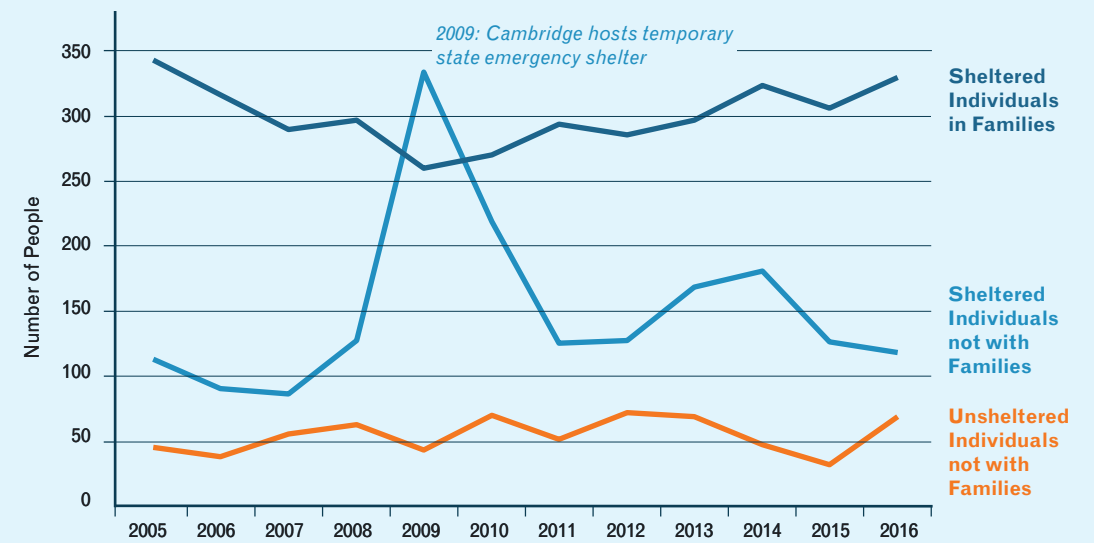 2009: Cambridge hosts temporary
state emergency shelter
350
300
250
200
150
100
50
0
Number of People
2005 2006 2007 2008 2009 2010 2011 2012 2013 2014 2015 2016
Sheltered
Individuals
in Families
Sheltered
Individuals
not with
Families
Unsheltered
Individuals
not with
Families